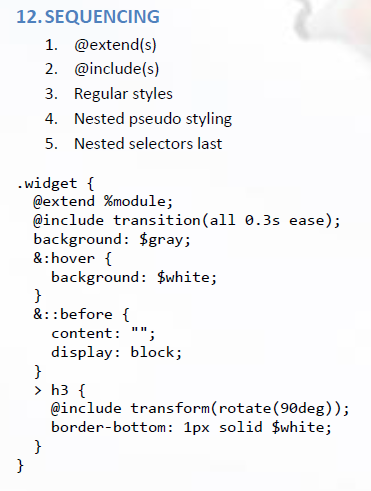 12. SEQUENCING
1. @extend(s)
2. @include(s)
3. Regular styles
4. Nested pseudo styling
5. Nested selectors last
.widget {
  @extend %module;
  @include transition(all 0.3s ease);
  background: $gray;
  &:hover {
    background: $white;
  }
  &::before {
    content: "";
    display: block;
  }
  > h3 {
    @include transform(rotate(90deg));
    border-bottom: 1px solid $white;
  }
}